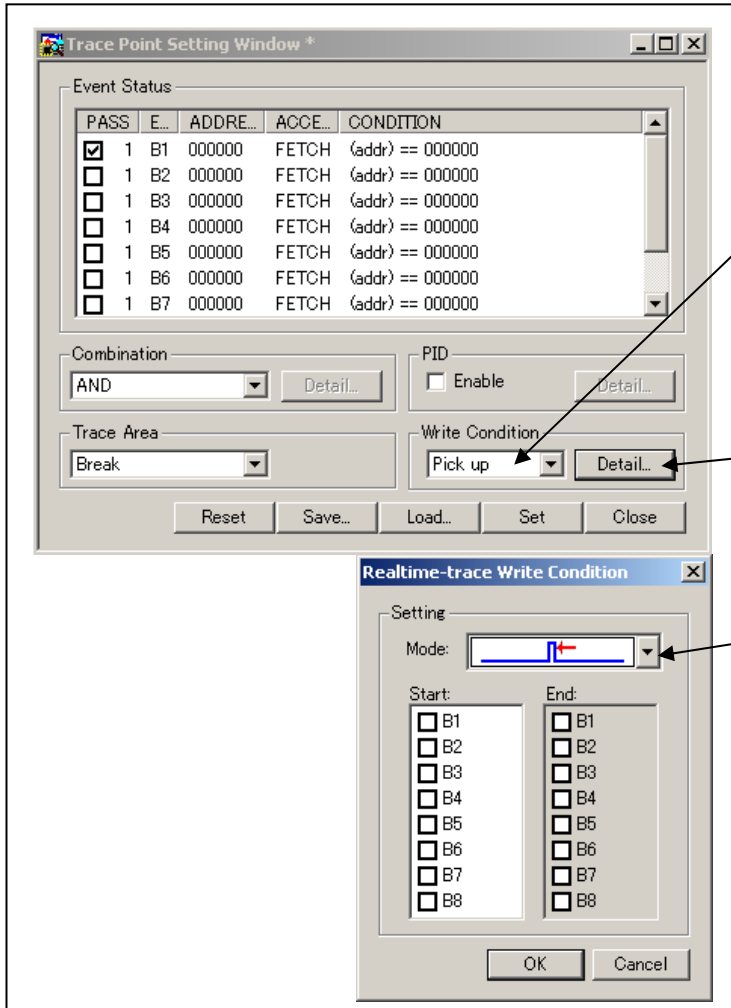 Trace Point Setting Window *
Event Status
PASS E... ADDRE... ACCE... CONDITION
1 B1 000000 FETCH (addr) == 000000
1 B2 000000 FETCH (addr) == 000000
1 B3 000000 FETCH (addr) == 000000
1 B4 000000 FETCH (addr) == 000000
1 B5 000000 FETCH (addr) == 000000
1 B6 000000 FETCH (addr) == 000000
1 B7 000000 FETCH (addr) == 000000
Combination
AND Detail...
PID
Enable Detail...
Trace Area
Break
Write Condition
Pick up Detail...
Reset Save... Load... Set Close
Realtime-trace Write Condition
Setting
Mode:
Start: End:
B1 B1
B2 B2
B3 B3
B4 B4
B5 B5
B6 B6
B7 B7
B8 B8
OK Cancel